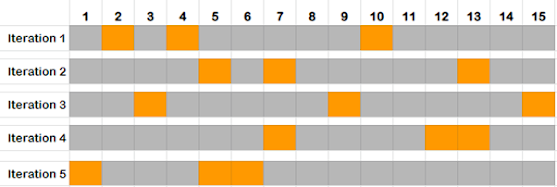 1 2 3 4 5 6 7 8 9 10 11 12 13 14 15
Iteration 1
Iteration 2
Iteration 3
Iteration 4
Iteration 5